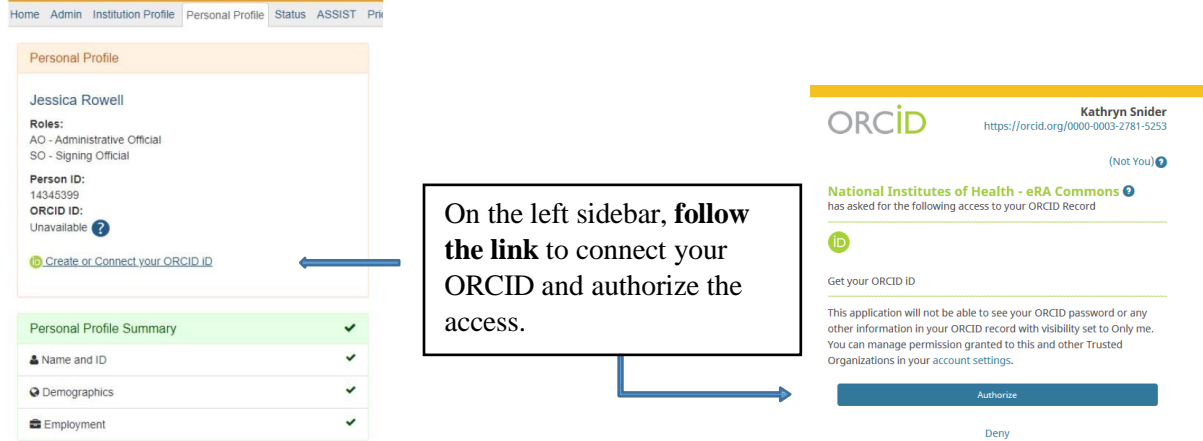 Home Admin Institution Profile Personal Profile Status ASSIST
Personal Profile
Jessica Rowell
Roles:
AO - Administrative Official
SO - Signing Official
Person ID:
14345399
ORCID ID:
Unavailable ?
iD Create or Connect your ORCID iD
Personal Profile Summary
Name and ID
Demographics
Employment
On the left sidebar, follow
the link to connect your
ORCID and authorize the
access.
ORCiD
Kathryn Snider
https://orcid.org/0000-0003-2781-5253
(Not You) ?
National Institutes of Health - eRA Commons ?
has asked for the following access to your ORCID Record
iD
Get your ORCID iD
This application will not be able to see your ORCID password or any
other information in your ORCID record with visibility set to Only me.
You can manage permission granted to this and other Trusted
Organizations in your account settings.
Authorize
Deny